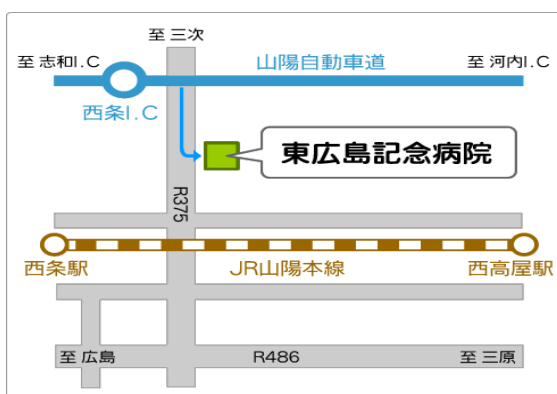 至 三次
至 志和I.C
山陽自動車道
至 河内I.C
西条I.C
東広島記念病院
R375
西条駅
JR山陽本線
西高屋駅
至 広島
R486
至 三原